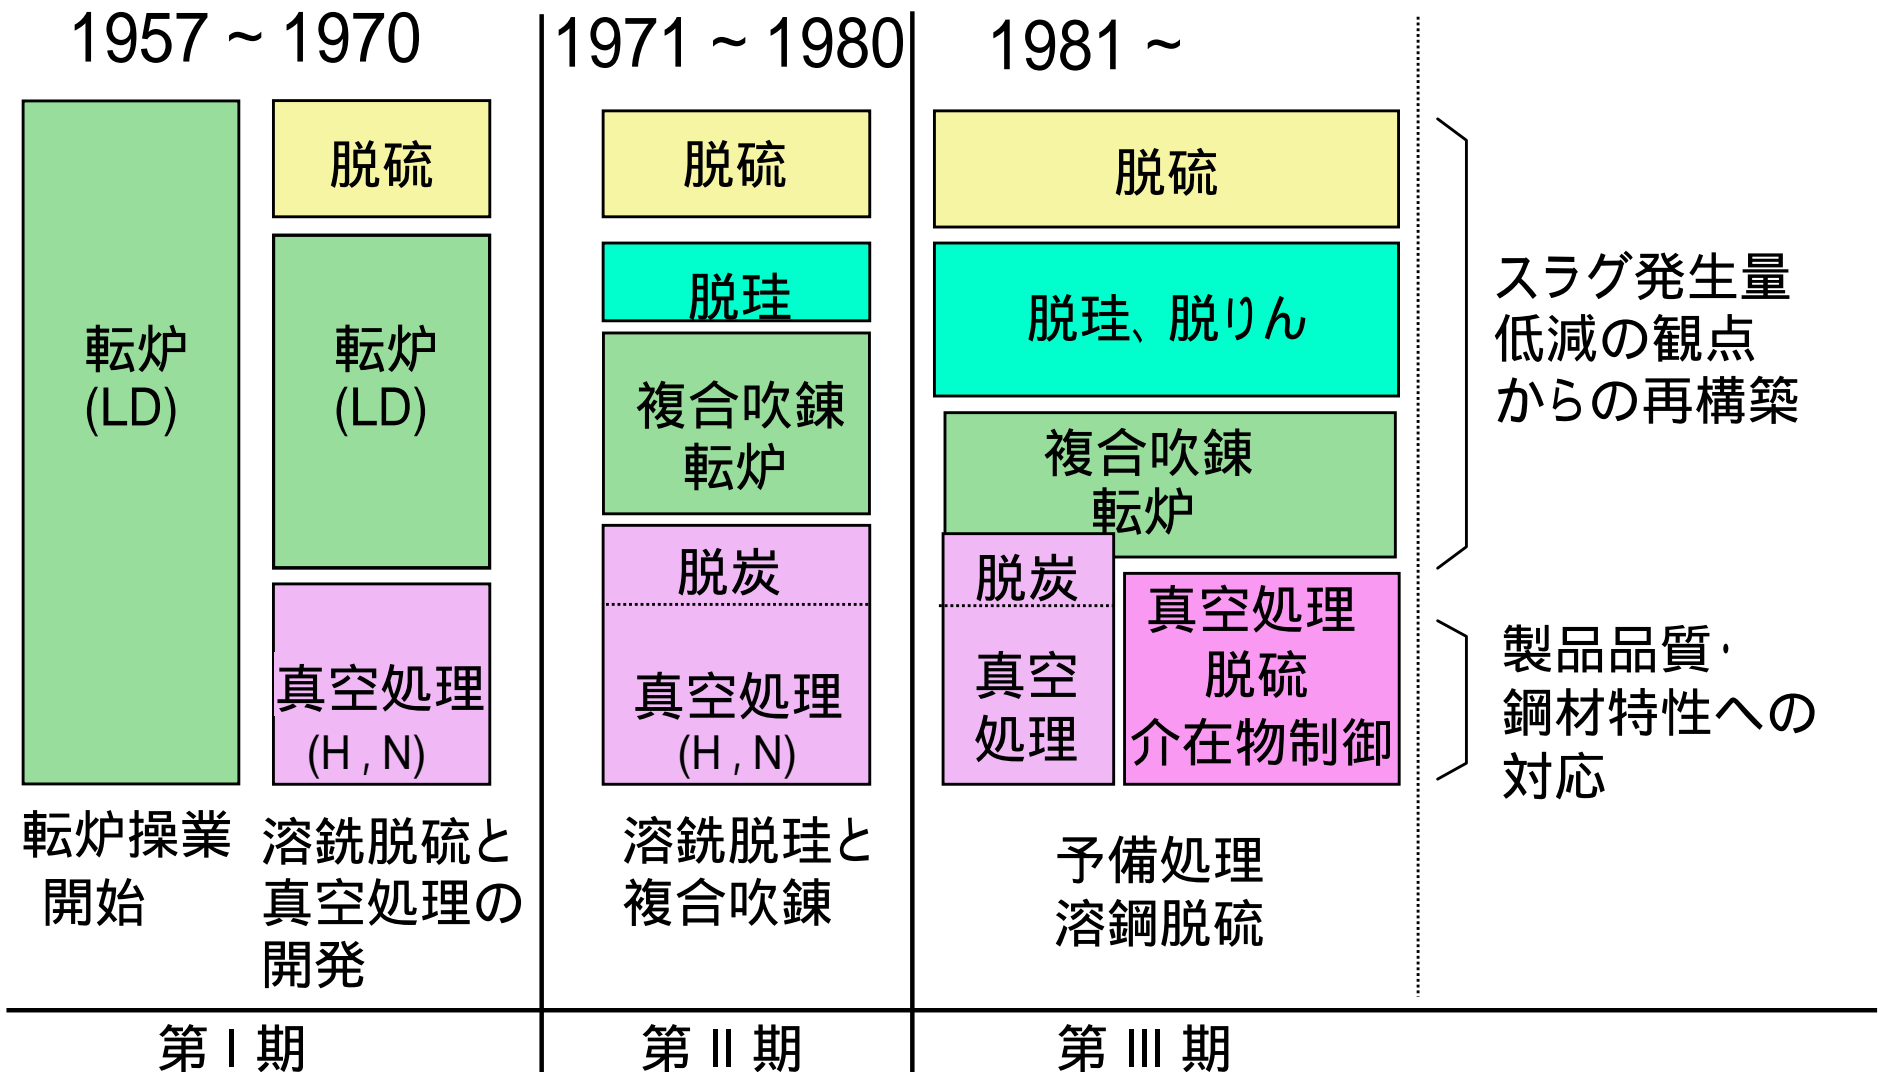 1957 ~ 1970
転炉
(LD)
転炉操業
開始
脱硫
転炉
(LD)
真空処理
(H , N)
溶銑脱硫と
真空処理の
開発
第 I 期
1971 ~ 1980
脱硫
脱珪
複合吹錬
転炉
脱炭
真空処理
(H , N)
溶銑脱珪と
複合吹錬
第 II 期
1981 ~
脱硫
脱珪、脱りん
複合吹錬
転炉
脱炭
真空
処理
真空処理
脱硫
介在物制御
予備処理
溶鋼脱硫
第 III 期
スラグ発生量
低減の観点
からの再構築
製品品質·
鋼材特性への
対応